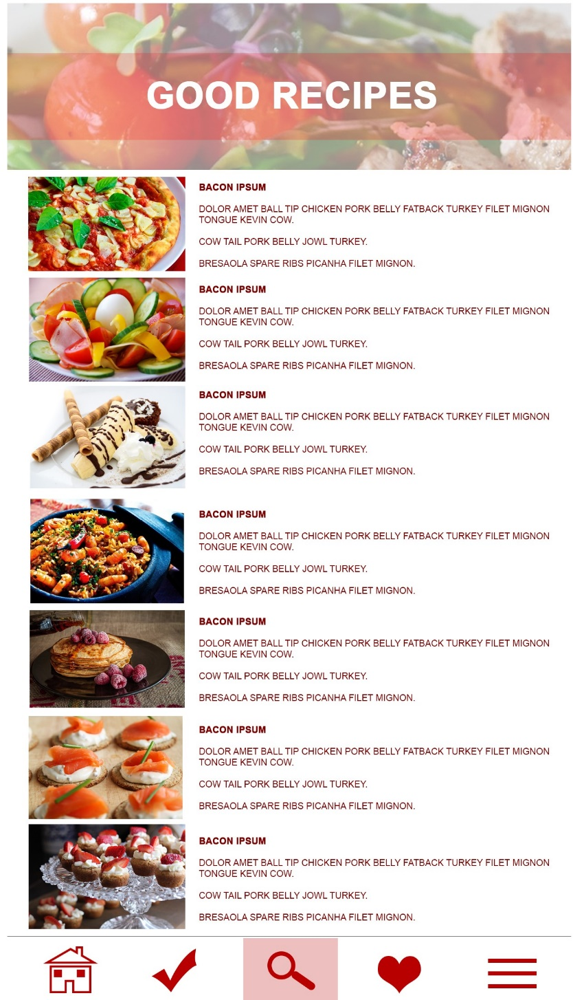 GOOD RECIPES
BACON IPSUM
DOLOR AMET BALL TIP CHICKEN PORK BELLY FATBACK TURKEY FILET MIGNON
TONGUE KEVIN COW.
COW TAIL PORK BELLY JOWL TURKEY.
BRESAOLA SPARE RIBS PICANHA FILET MIGNON.
BACON IPSUM
DOLOR AMET BALL TIP CHICKEN PORK BELLY FATBACK TURKEY FILET MIGNON
TONGUE KEVIN COW.
COW TAIL PORK BELLY JOWL TURKEY.
BRESAOLA SPARE RIBS PICANHA FILET MIGNON.
BACON IPSUM
DOLOR AMET BALL TIP CHICKEN PORK BELLY FATBACK TURKEY FILET MIGNON
TONGUE KEVIN COW.
COW TAIL PORK BELLY JOWL TURKEY.
BRESAOLA SPARE RIBS PICANHA FILET MIGNON.
BACON IPSUM
DOLOR AMET BALL TIP CHICKEN PORK BELLY FATBACK TURKEY FILET MIGNON
TONGUE KEVIN COW.
COW TAIL PORK BELLY JOWL TURKEY.
BRESAOLA SPARE RIBS PICANHA FILET MIGNON.
BACON IPSUM
DOLOR AMET BALL TIP CHICKEN PORK BELLY FATBACK TURKEY FILET MIGNON
TONGUE KEVIN COW.
COW TAIL PORK BELLY JOWL TURKEY.
BRESAOLA SPARE RIBS PICANHA FILET MIGNON.
BACON IPSUM
DOLOR AMET BALL TIP CHICKEN PORK BELLY FATBACK TURKEY FILET MIGNON
TONGUE KEVIN COW.
COW TAIL PORK BELLY JOWL TURKEY.
BRESAOLA SPARE RIBS PICANHA FILET MIGNON.
BACON IPSUM
DOLOR AMET BALL TIP CHICKEN PORK BELLY FATBACK TURKEY FILET MIGNON
TONGUE KEVIN COW.
COW TAIL PORK BELLY JOWL TURKEY.
BRESAOLA SPARE RIBS PICANHA FILET MIGNON.